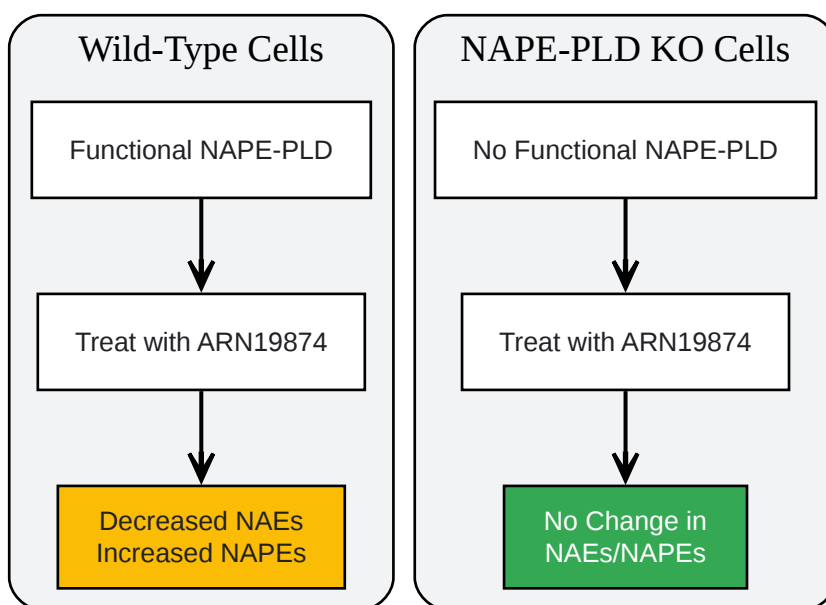 Wild-Type Cells
Functional NAPE-PLD
Treat with ARN19874
Decreased NAEs
Increased NAPEs
NAPE-PLD KO Cells
No Functional NAPE-PLD
Treat with ARN19874
No Change in
NAEs/NAPEs